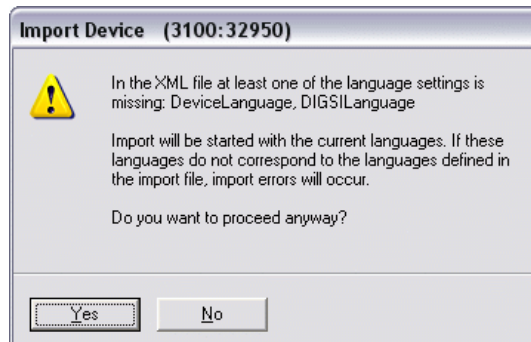 Import Device (3100:32950)
In the XML file at least one of the language settings is
missing: DeviceLanguage, DIGSILanguage
Import will be started with the current languages. If these
languages do not correspond to the languages defined in
the import file, import errors will occur.
Do you want to proceed anyway?
Yes No